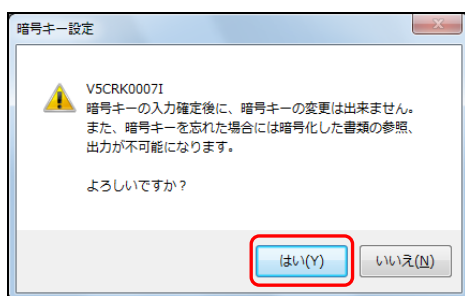 暗号キー設定
V5CRK0007I
暗号キーの入力確定後に、暗号キーの変更は出来ません。
また、暗号キーを忘れた場合には暗号化した書類の参照、
出力が不可能になります。
よろしいですか？
はい(Y)
いいえ(N)